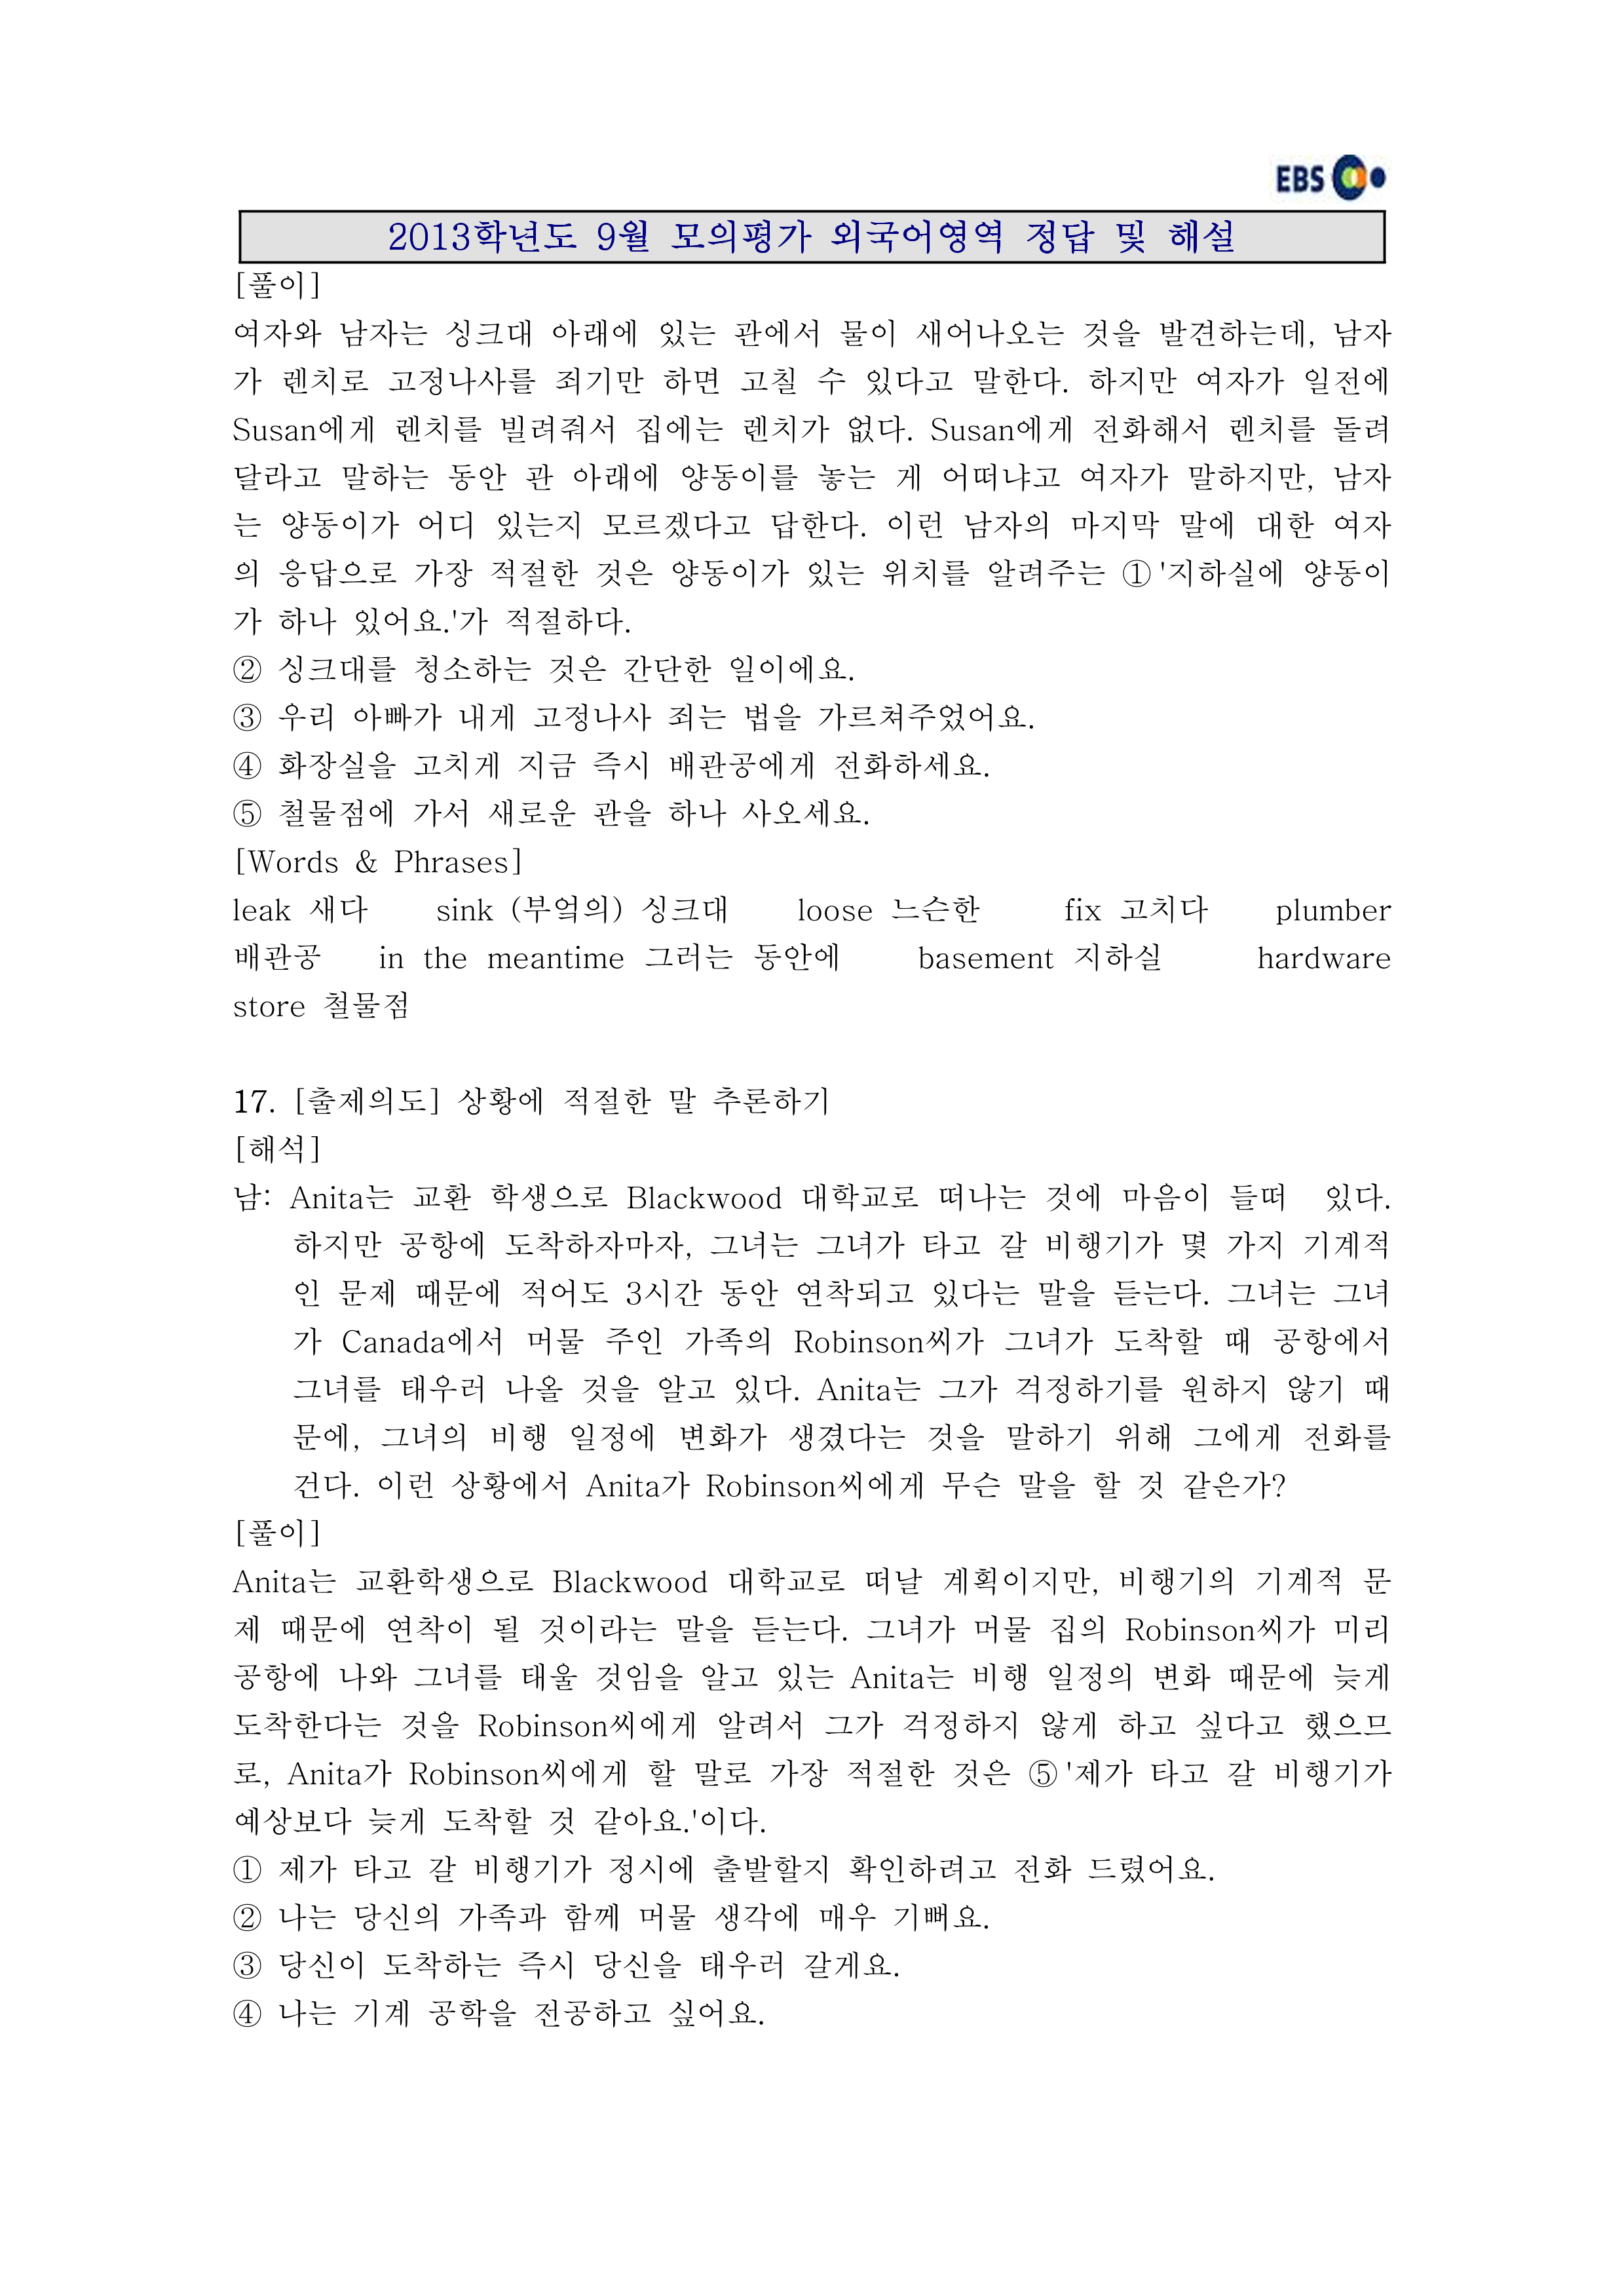 EBS
2013학년도 9월 모의평가 외국어영역 정답 및 해설
[풀이]
여자와 남자는 싱크대 아래에 있는 관에서 물이 새어나오는 것을 발견하는데, 남자
가 렌치로 고정나사를 죄기만 하면 고칠 수 있다고 말한다. 하지만 여자가 일전에
Susan에게 렌치를 빌려줘서 집에는 렌치가 없다. Susan에게 전화해서 렌치를 돌려
달라고 말하는 동안 관 아래에 양동이를 놓는 게 어떠냐고 여자가 말하지만, 남자
는 양동이가 어디 있는지 모르겠다고 답한다. 이런 남자의 마지막 말에 대한 여자
의 응답으로 가장 적절한 것은 양동이가 있는 위치를 알려주는 ①'지하실에 양동이
가 하나 있어요.'가 적절하다.
② 싱크대를 청소하는 것은 간단한 일이에요.
③ 우리 아빠가 내게 고정나사 죄는 법을 가르쳐주었어요.
④ 화장실을 고치게 지금 즉시 배관공에게 전화하세요.
⑤ 철물점에 가서 새로운 관을 하나 사오세요.
[Words & Phrases]
leak 새다 sink (부엌의) 싱크대 loose 느슨한 fix 고치다 plumber
배관공 in the meantime 그러는 동안에 basement 지하실 hardware
store 철물점
17. [출제의도] 상황에 적절한 말 추론하기
[해석]
남: Anita는 교환 학생으로 Blackwood 대학교로 떠나는 것에 마음이 들떠 있다.
하지만 공항에 도착하자마자, 그녀는 그녀가 타고 갈 비행기가 몇 가지 기계적
인 문제 때문에 적어도 3시간 동안 연착되고 있다는 말을 듣는다. 그녀는 그녀
가 Canada에서 머물 주인 가족의 Robinson씨가 그녀가 도착할 때 공항에서
그녀를 태우러 나올 것을 알고 있다. Anita는 그가 걱정하기를 원하지 않기 때
문에, 그녀의 비행 일정에 변화가 생겼다는 것을 말하기 위해 그에게 전화를
건다. 이런 상황에서 Anita가 Robinson씨에게 무슨 말을 할 것 같은가?
[풀이]
Anita는 교환학생으로 Blackwood 대학교로 떠날 계획이지만, 비행기의 기계적 문
제 때문에 연착이 될 것이라는 말을 듣는다. 그녀가 머물 집의 Robinson씨가 미리
공항에 나와 그녀를 태울 것임을 알고 있는 Anita는 비행 일정의 변화 때문에 늦게
도착한다는 것을 Robinson씨에게 알려서 그가 걱정하지 않게 하고 싶다고 했으므
로, Anita가 Robinson씨에게 할 말로 가장 적절한 것은 ⑤'제가 타고 갈 비행기가
예상보다 늦게 도착할 것 같아요.'이다.
① 제가 타고 갈 비행기가 정시에 출발할지 확인하려고 전화 드렸어요.
② 나는 당신의 가족과 함께 머물 생각에 매우 기뻐요.
③ 당신이 도착하는 즉시 당신을 태우러 갈게요.
④ 나는 기계 공학을 전공하고 싶어요.